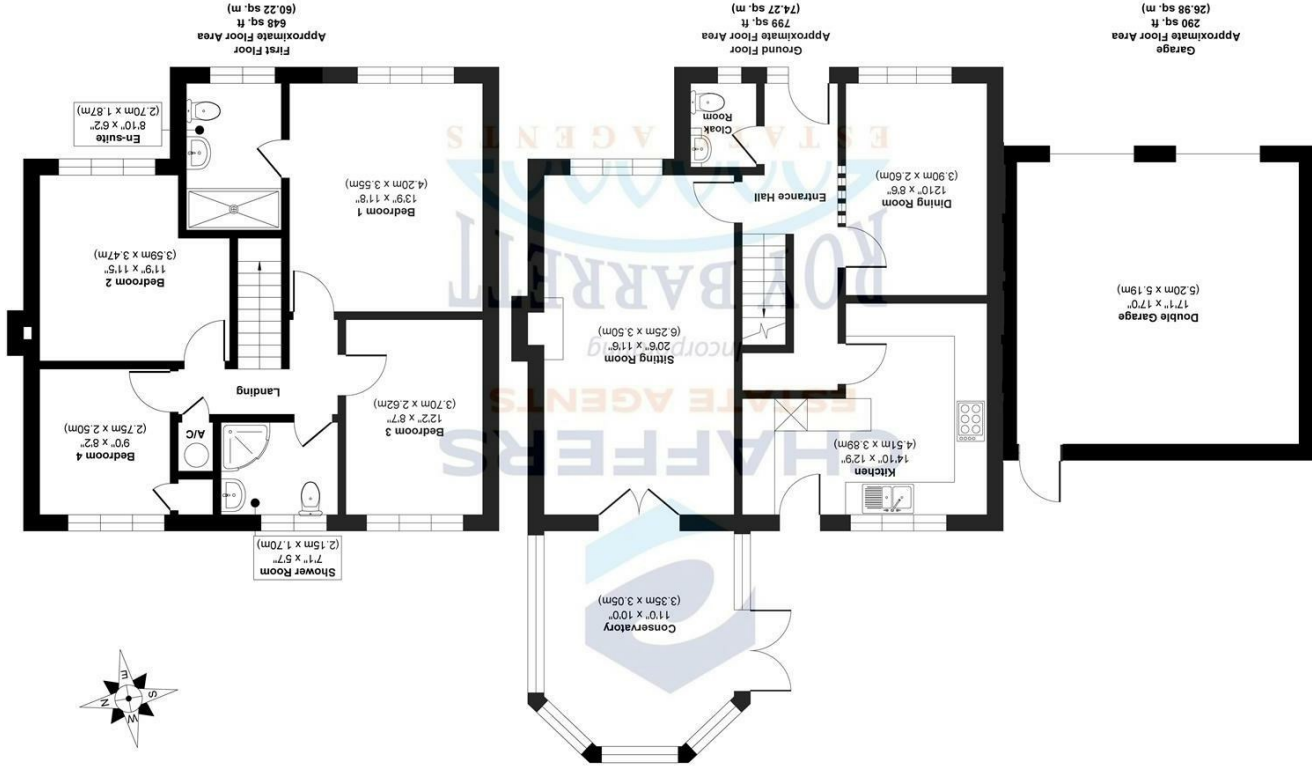 W
N
S
E
Conservatory
11'0" x 10'0"
(3.35m x 3.05m)
Kitchen
14'10" x 12'9"
(4.51m x 3.89m)
Double Garage
17'1" x 17'0"
(5.20m x 5.19m)
Sitting Room
20'6" x 11'6"
(6.25m x 3.50m)
Dining Room
12'10" x 8'6"
(3.90m x 2.60m)
Entrance Hall
Cloak
Room
Shower Room
7'1" x 5'7"
(2.15m x 1.70m)
Bedroom 3
12'2" x 8'7"
(3.70m x 2.62m)
A/C
Bedroom 4
9'0" x 8'2"
(2.75m x 2.50m)
Landing
Bedroom 2
11'9" x 11'5"
(3.59m x 3.47m)
Bedroom 1
13'9" x 11'8"
(4.20m x 3.55m)
En-suite
8'10" x 6'2"
(2.70m x 1.87m)
Garage
Approximate Floor Area
290 sq. ft
(26.98 sq. m)
Ground Floor
Approximate Floor Area
799 sq. ft
(74.27 sq. m)
First Floor
Approximate Floor Area
648 sq. ft
(60.22 sq. m)
CHAFFERS
ESTATE AGENTS
Incorporating
ROY BARRETT
ESTATE AGENTS